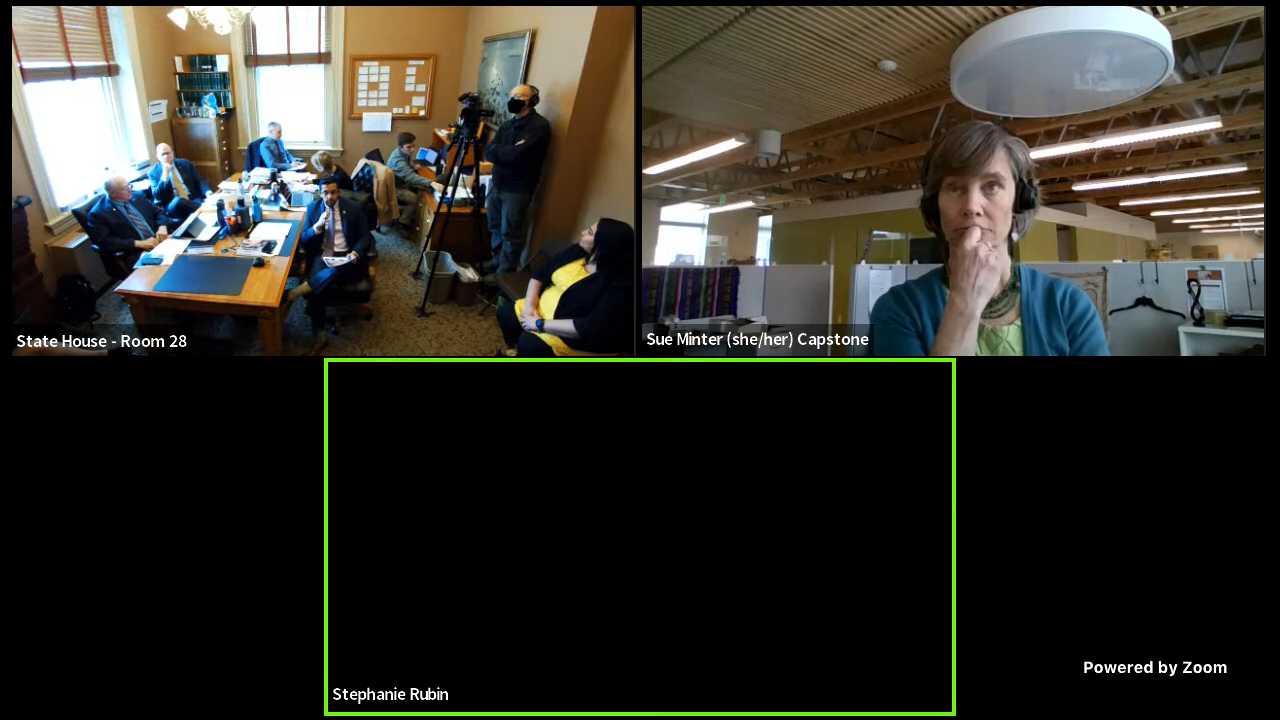 State House - Room 28
Sue Minter (she/her) Capstone
Stephanie Rubin
Powered by Zoom